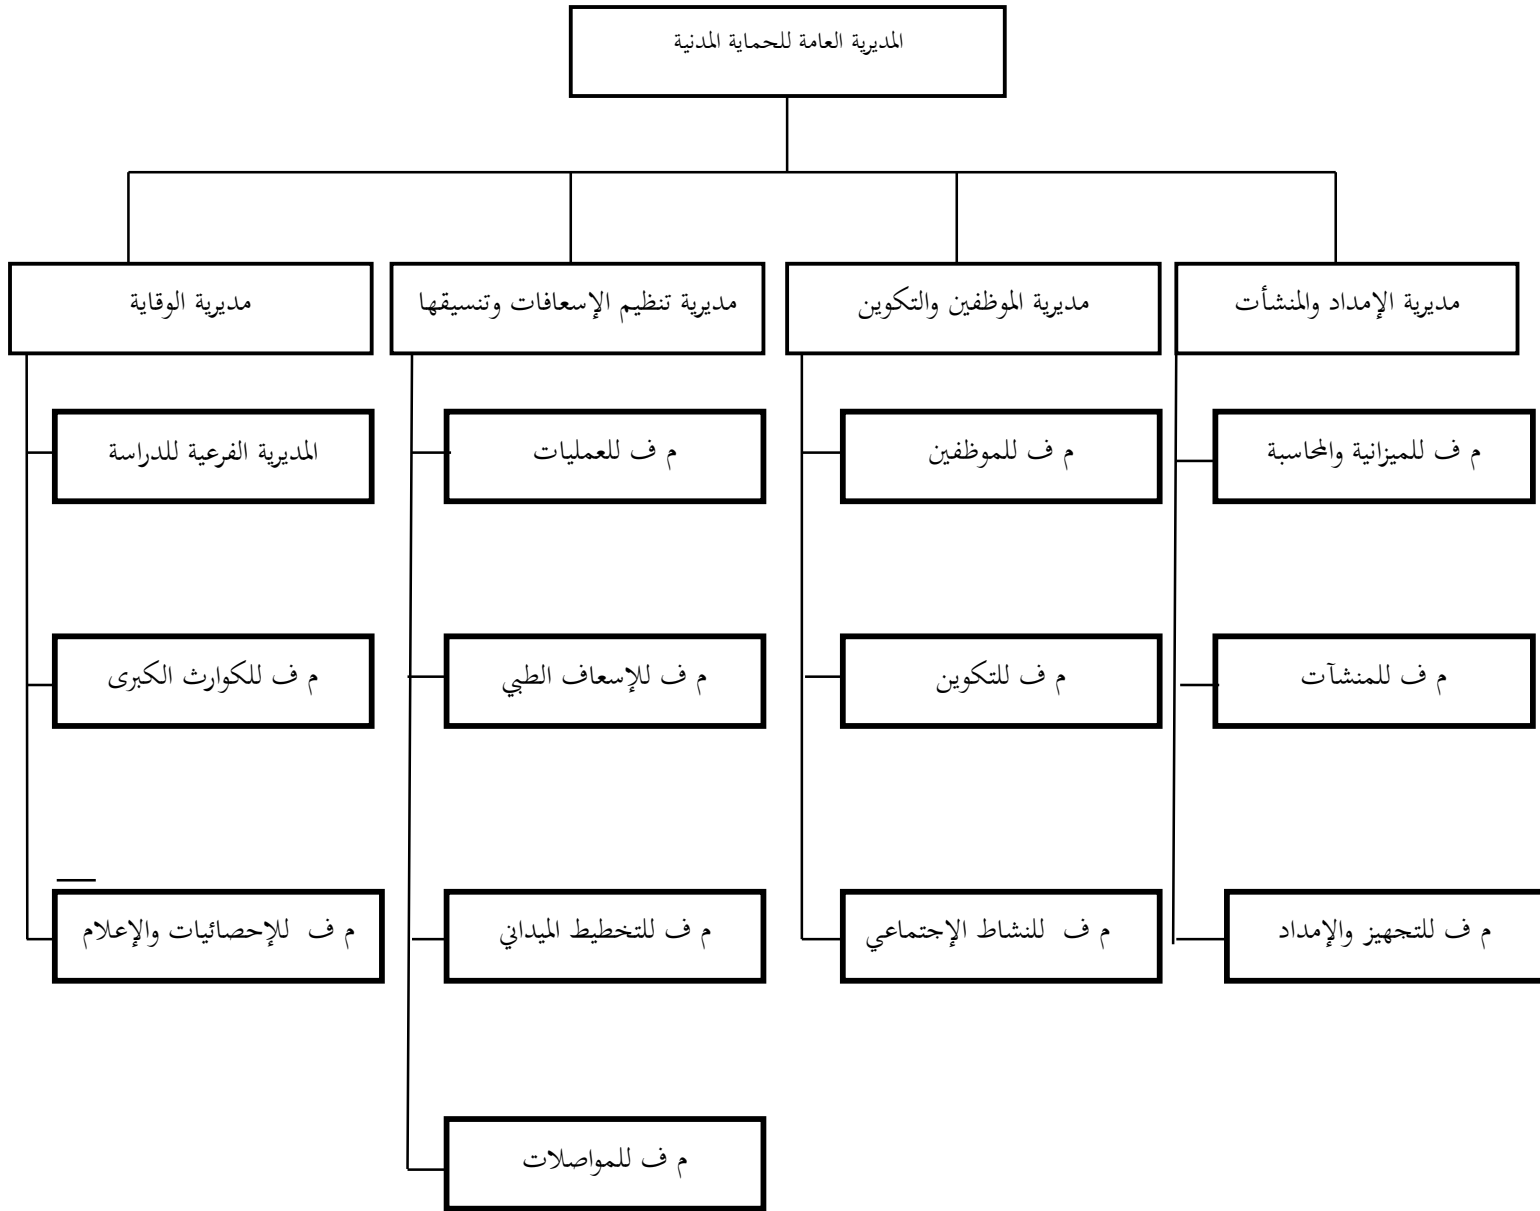 المديرية العامة للحماية المدنية
مديرية الإمداد والمنشأت
مديرية الموظفين والتكوين
مديرية تنظيم الإسعافات وتنسيقها
مديرية الوقاية
م ف للميزانية والمحاسبة
م ف للموظفين
م ف للعمليات
المديرية الفرعية للدراسة
م ف للمنشآت
م ف للتكوين
م ف للإسعاف الطبي
م ف للكوارث الكبرى
م ف للتجهيز والإمداد
م ف للنشاط الإجتماعي
م ف للتخطيط الميداني
م ف للإحصائيات والإعلام
م ف للمواصلات